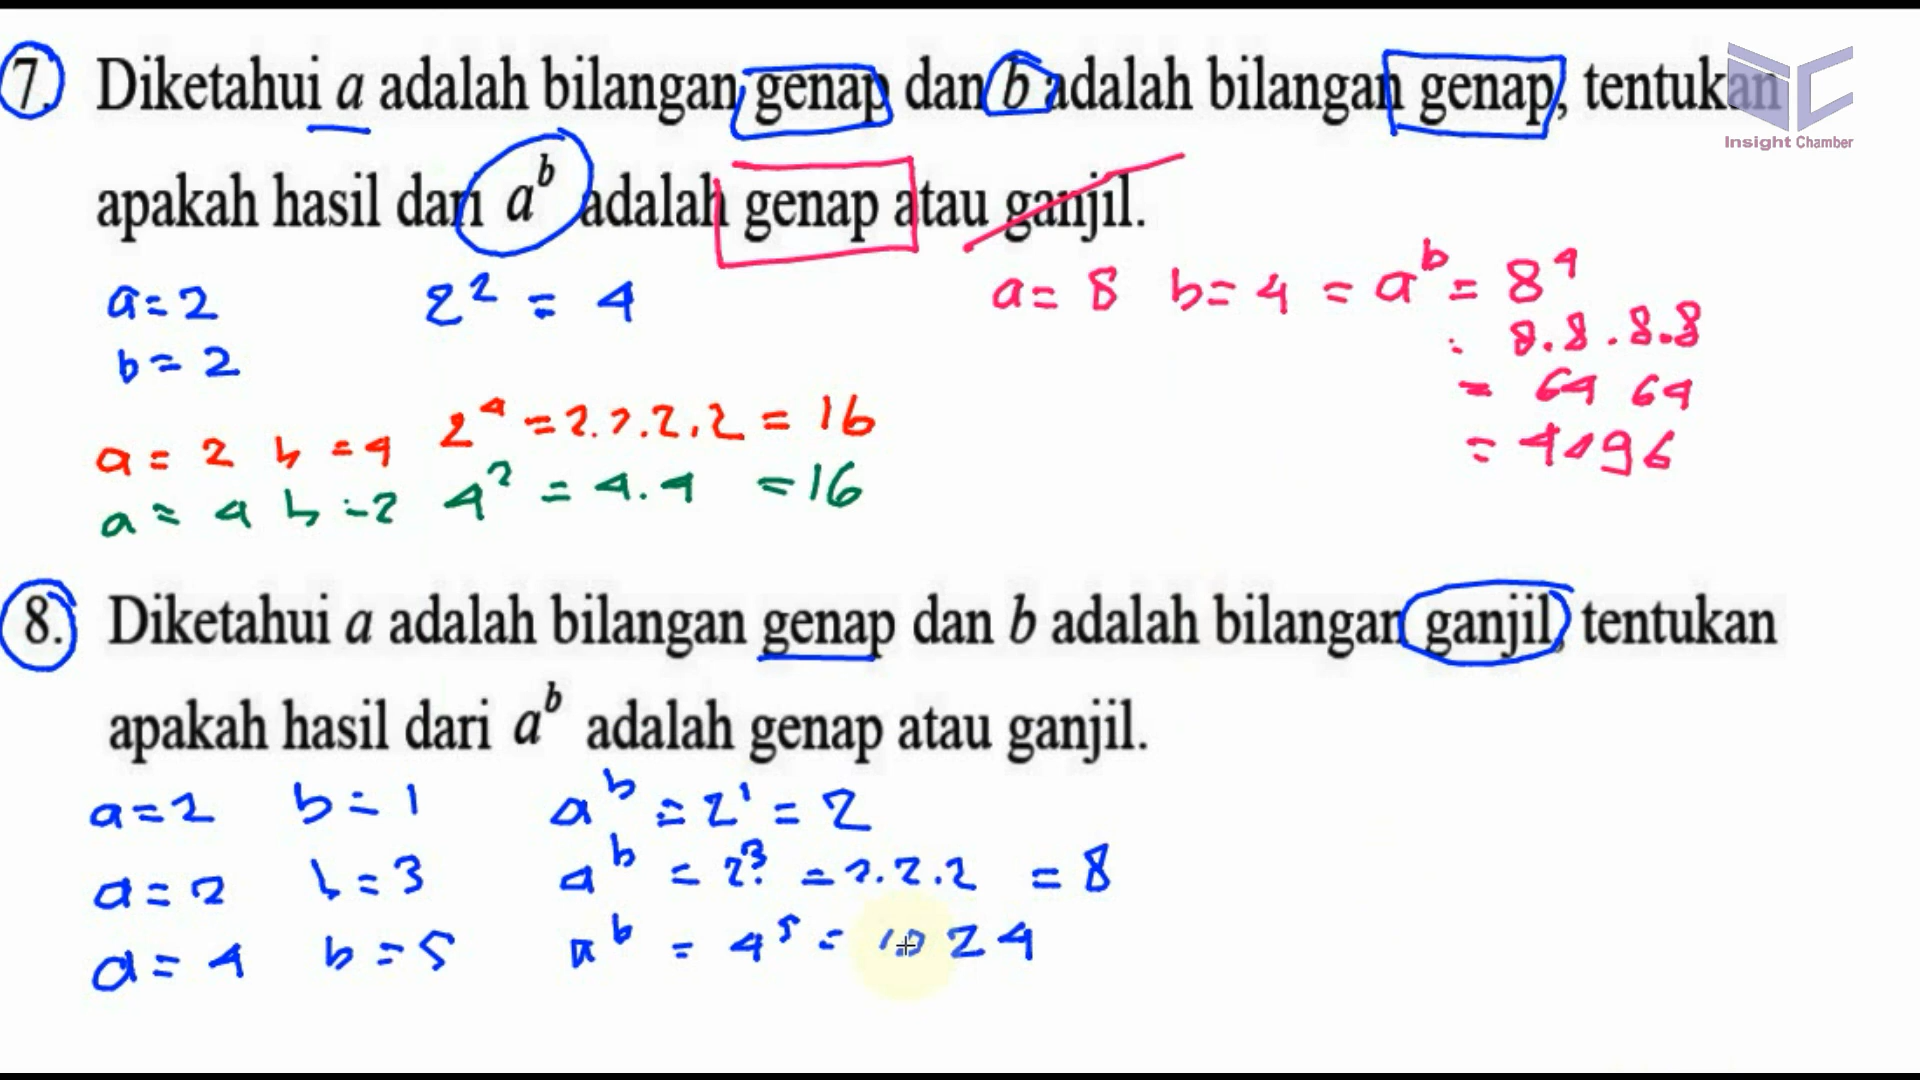 7. Diketahui a adalah bilangan genap dan b adalah bilangan genap, tentukan
Insight Chamber
apakah hasil dari a^b adalah genap atau ganjil.
a = 2 2^2 = 4
b = 2
a = 8 b = 4 = a^b = 8^4
: 8.8.8.8
= 64 64
= 4096
a = 2 b = 4 2^4 = 2.2.2.2 = 16
a = 4 b = 2 4^2 = 4.4 = 16
8. Diketahui a adalah bilangan genap dan b adalah bilangan ganjil, tentukan
apakah hasil dari a^b adalah genap atau ganjil.
a = 2 b = 1 a^b = 2^1 = 2
a = 2 b = 3 a^b = 2^3 = 2.2.2 = 8
a = 4 b = 5 a^b = 4^5 = 1024